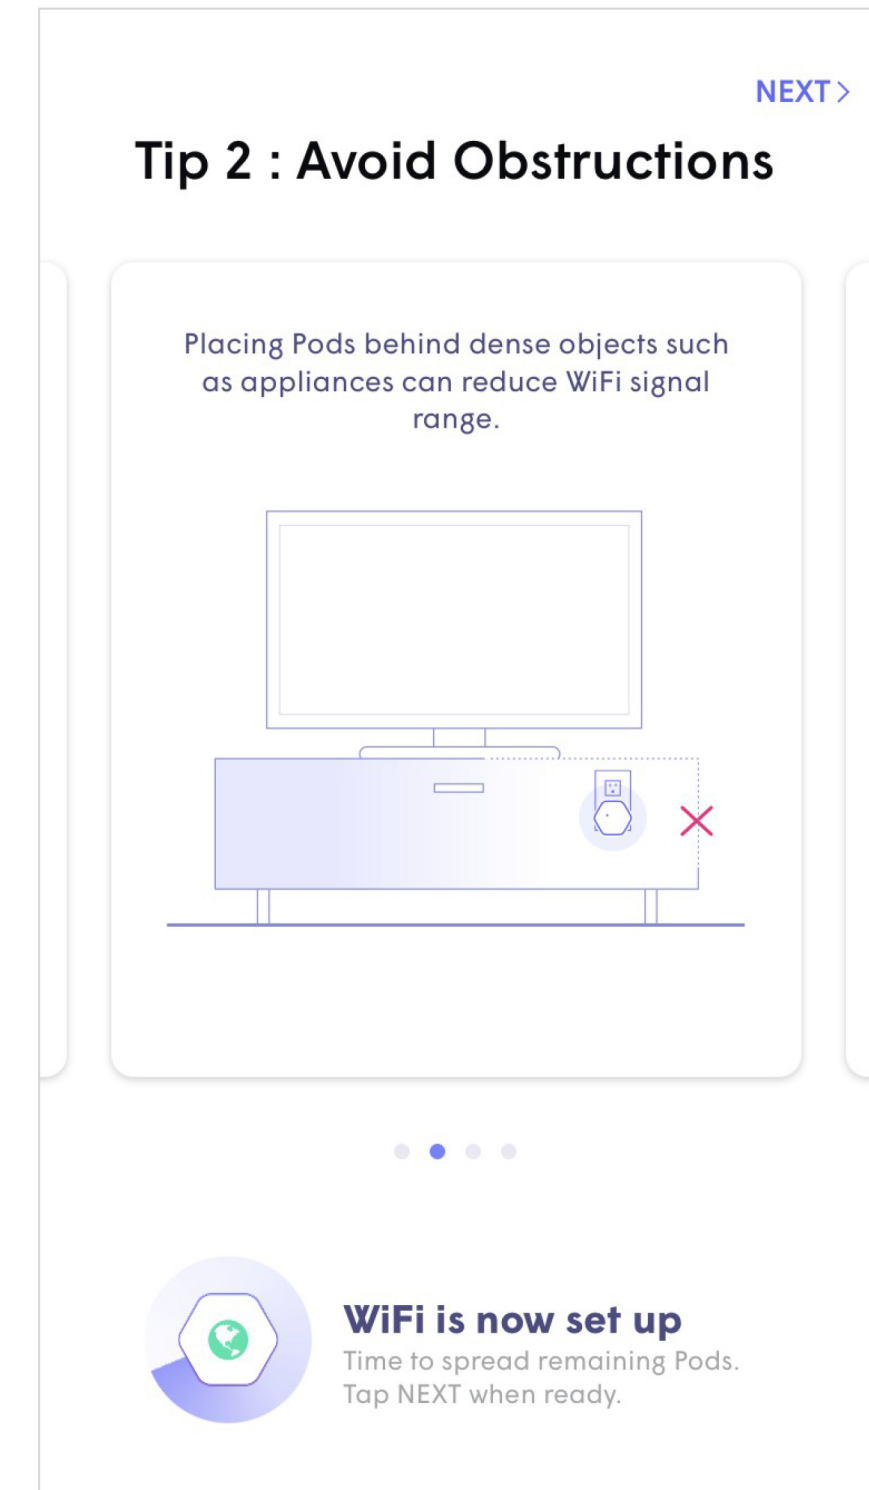 NEXT
Tip 2 : Avoid Obstructions
Placing Pods behind dense objects such
as appliances can reduce WiFi signal
range.
WiFi is now set up
Time to spread remaining Pods.
Tap NEXT when ready.